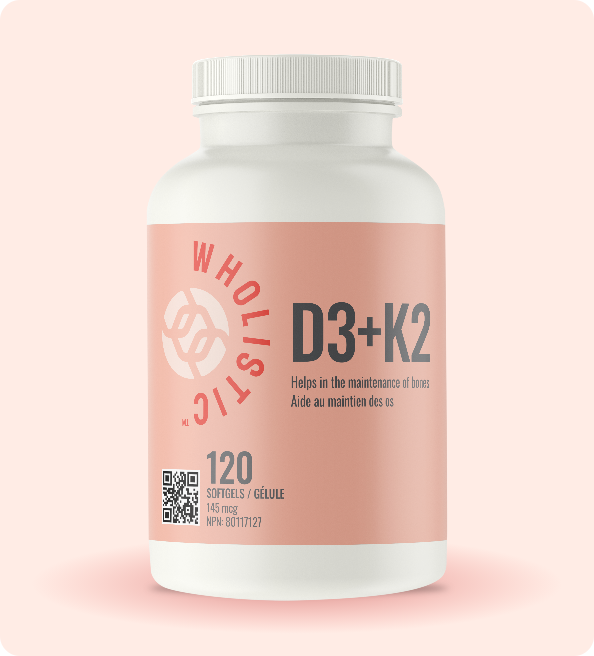 WHOLISTIC
TM
D3+K2
Helps in the maintenance of bones
Aide au maintien des os
120
SOFTGELS / GÉLULE
145 mcg
NPN: 80117127